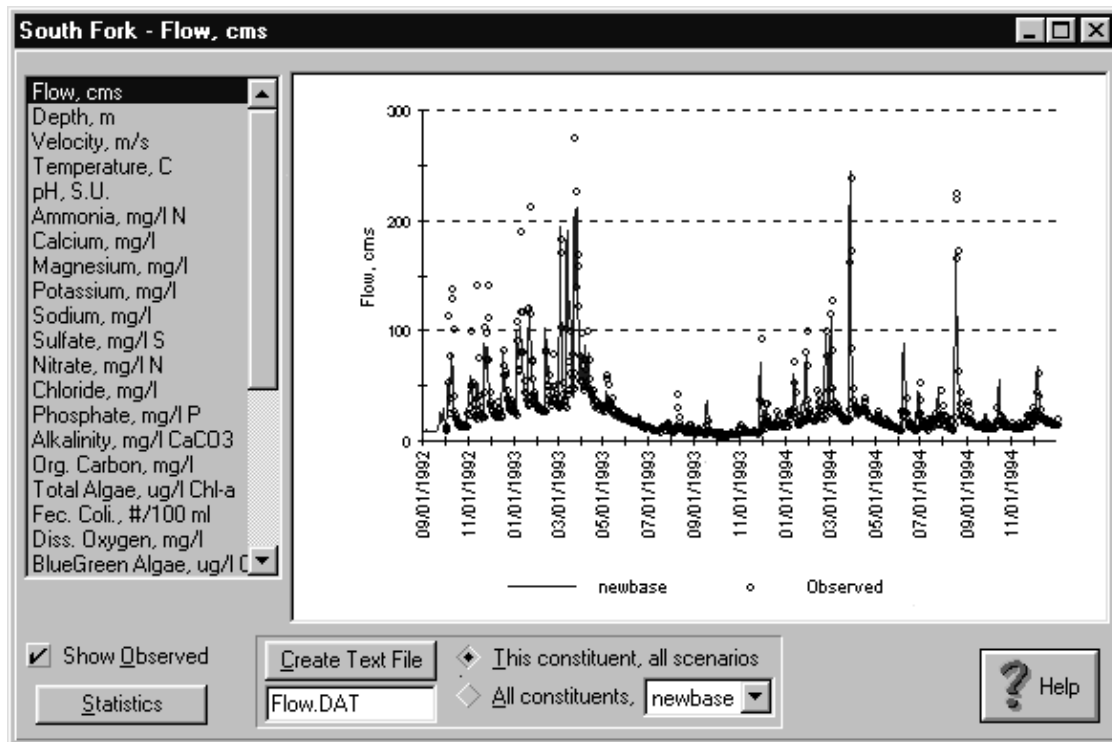 South Fork - Flow, cms
Flow, cms
Depth, m
Velocity, m/s
Temperature, C
pH, S.U.
Ammonia, mg/l N
Calcium, mg/l
Magnesium, mg/l
Potassium, mg/l
Sodium, mg/l
Sulfate, mg/l S
Nitrate, mg/l N
Chloride, mg/l
Phosphate, mg/l P
Alkalinity, mg/l CaCO3
Org. Carbon, mg/l
Total Algae, ug/l Chl-a
Fec. Coli., #/100 ml
Diss. Oxygen, mg/l
BlueGreen Algae, ug/l C
300
200
100
0
Flow, cms
09/01/1992
11/01/1992
01/01/1993
03/01/1993
05/01/1993
07/01/1993
09/01/1993
11/01/1993
01/01/1994
03/01/1994
05/01/1994
07/01/1994
09/01/1994
11/01/1994
newbase
Observed
Show Observed
Statistics
Create Text File
Flow.DAT
This constituent, all scenarios
All constituents,
newbase
Help